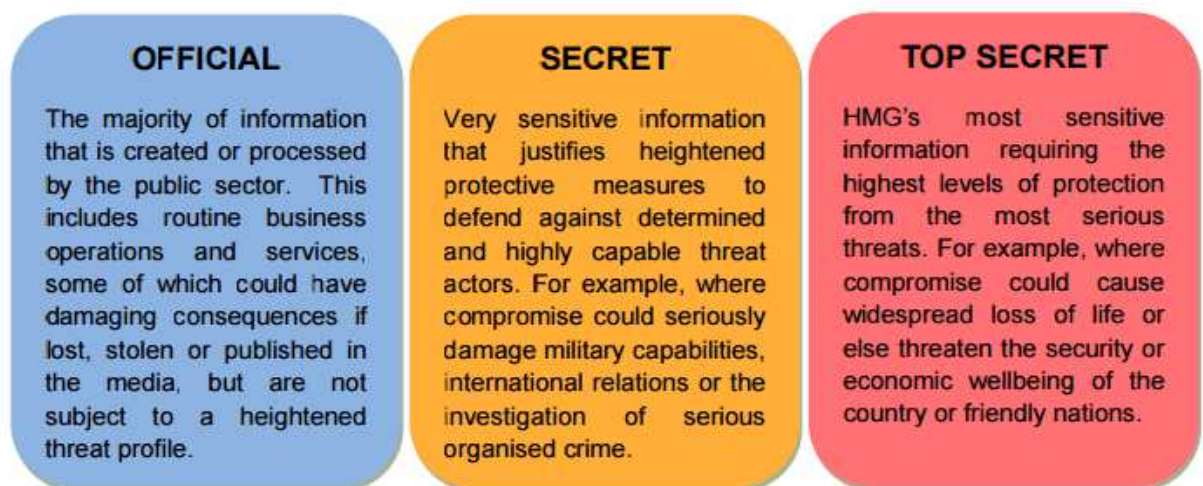 OFFICIAL
The majority of information
that is created or processed
by the public sector. This
includes routine business
operations and services,
some of which could have
damaging consequences if
lost, stolen or published in
the media, but are not
subject to a heightened
threat profile.
SECRET
Very sensitive information
that justifies heightened
protective measures to
defend against determined
and highly capable threat
actors. For example, where
compromise could seriously
damage military capabilities,
international relations or the
investigation of serious
organised crime.
TOP SECRET
HMG's most sensitive
information requiring the
highest levels of protection
from the most serious
threats. For example, where
compromise could cause
widespread loss of life or
else threaten the security or
economic wellbeing of the
country or friendly nations.